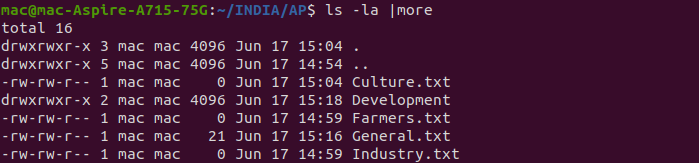 mac@mac-Aspire-A715-75G:~/INDIA/AP$ ls -la |more
total 16
drwxrwxr-x 3 mac mac 4096 Jun 17 15:04 .
drwxrwxr-x 5 mac mac 4096 Jun 17 14:54 ..
-rw-rw-r-- 1 mac mac    0 Jun 17 15:04 Culture.txt
drwxrwxr-x 2 mac mac 4096 Jun 17 15:18 Development
-rw-rw-r-- 1 mac mac    0 Jun 17 14:59 Farmers.txt
-rw-rw-r-- 1 mac mac   21 Jun 17 15:16 General.txt
-rw-rw-r-- 1 mac mac    0 Jun 17 14:59 Industry.txt